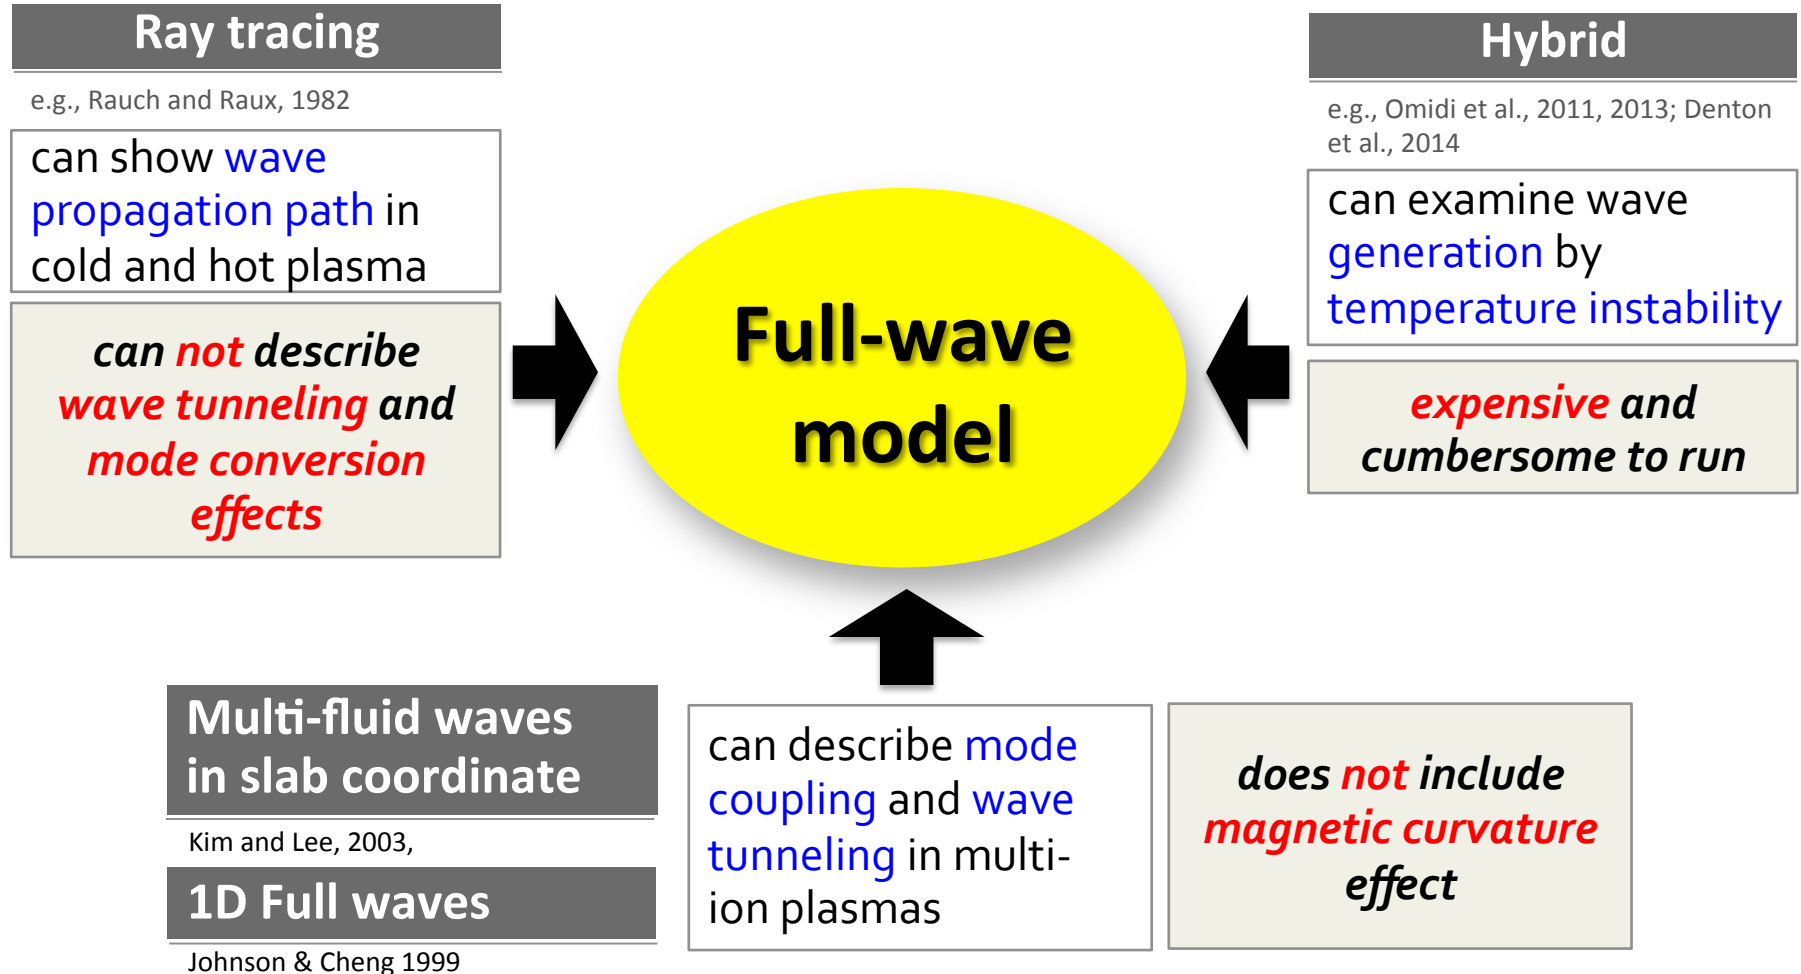 Ray tracing
e.g., Rauch and Raux, 1982
can show wave
propagation path in
cold and hot plasma
can not describe
wave tunneling and
mode conversion
effects
Full-wave
model
Hybrid
e.g., Omidi et al., 2011, 2013; Denton
et al., 2014
can examine wave
generation by
temperature instability
expensive and
cumbersome to run
Multi-fluid waves
in slab coordinate
Kim and Lee, 2003,
1D Full waves
Johnson & Cheng 1999
can describe mode
coupling and wave
tunneling in multi-
ion plasmas
does not include
magnetic curvature
effect